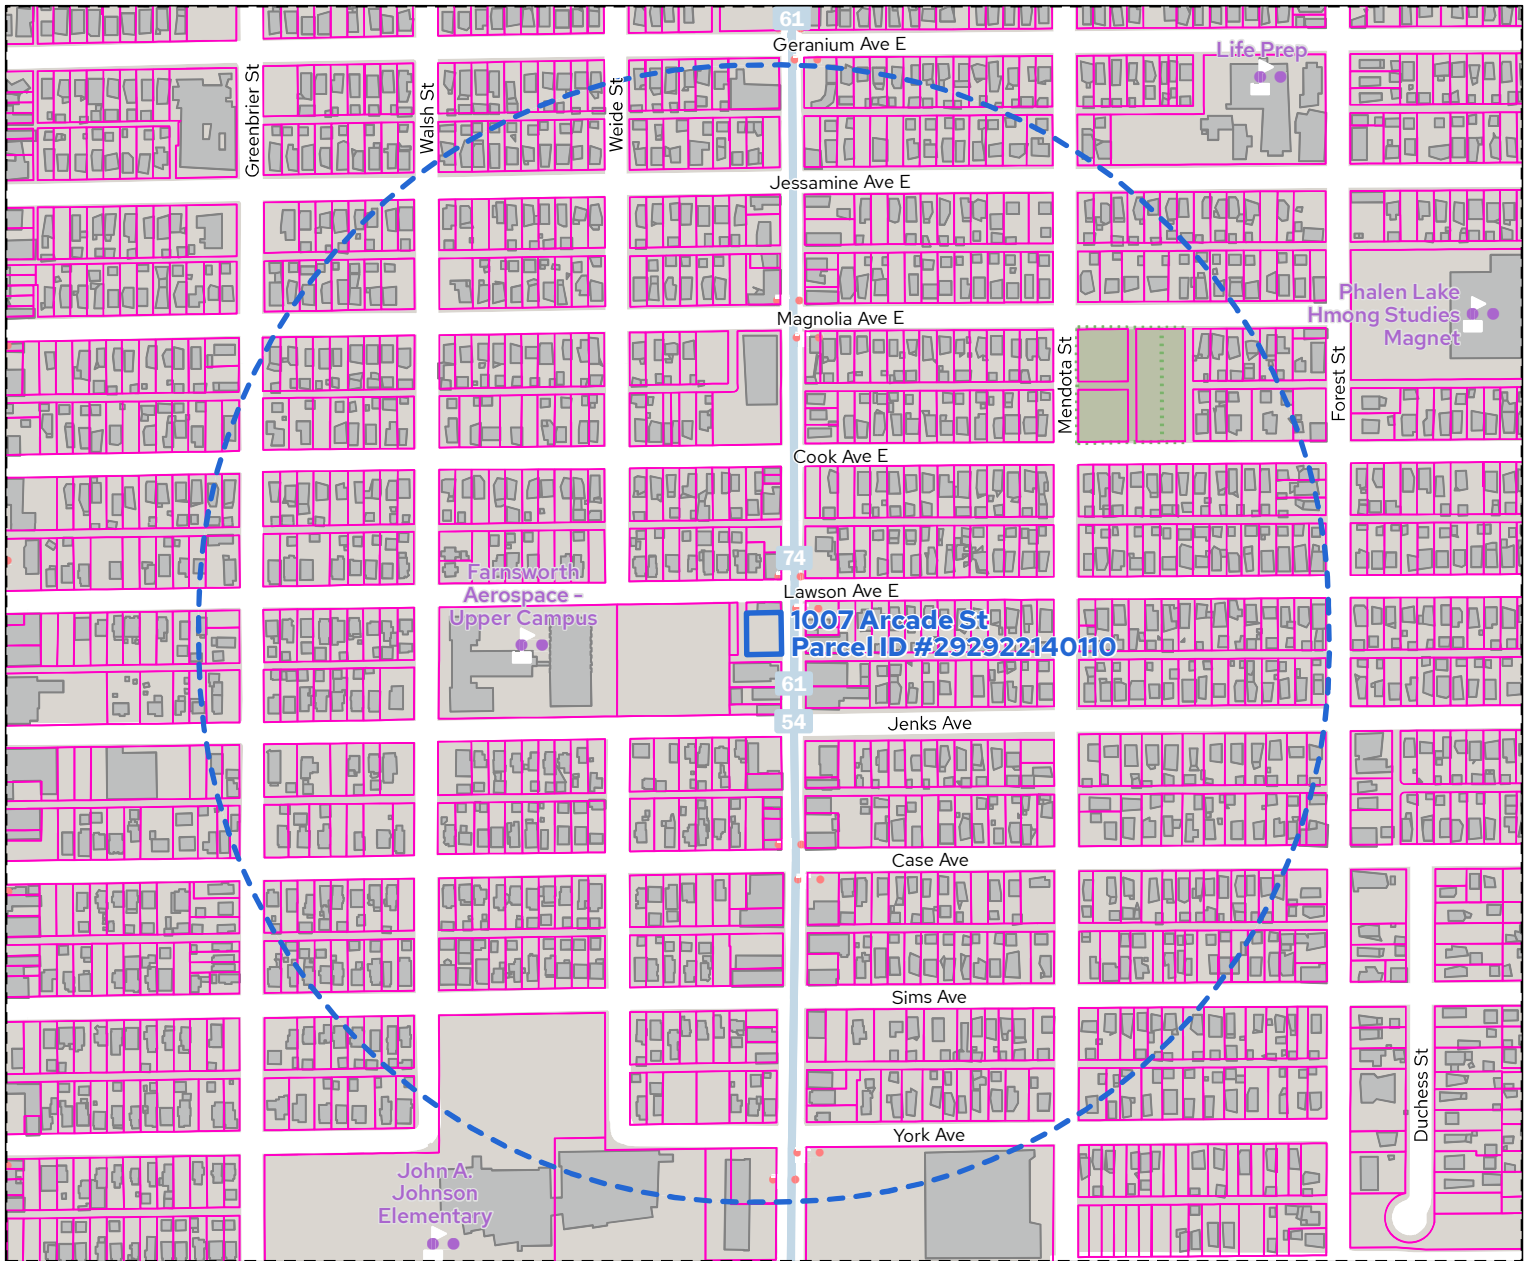 61
Geranium Ave E
Life Prep
Greenbrier St
Walsh St
Weide St
Jessamine Ave E
Magnolia Ave E
Phalen Lake
Hmong Studies
Magnet
Mendota St
Forest St
Cook Ave E
74
Lawson Ave E
Farnsworth
Aerospace -
Upper Campus
1007 Arcade St
Parcel ID #292922140110
61
54
Jenks Ave
Case Ave
Sims Ave
Duchess St
York Ave
John A.
Johnson
Elementary